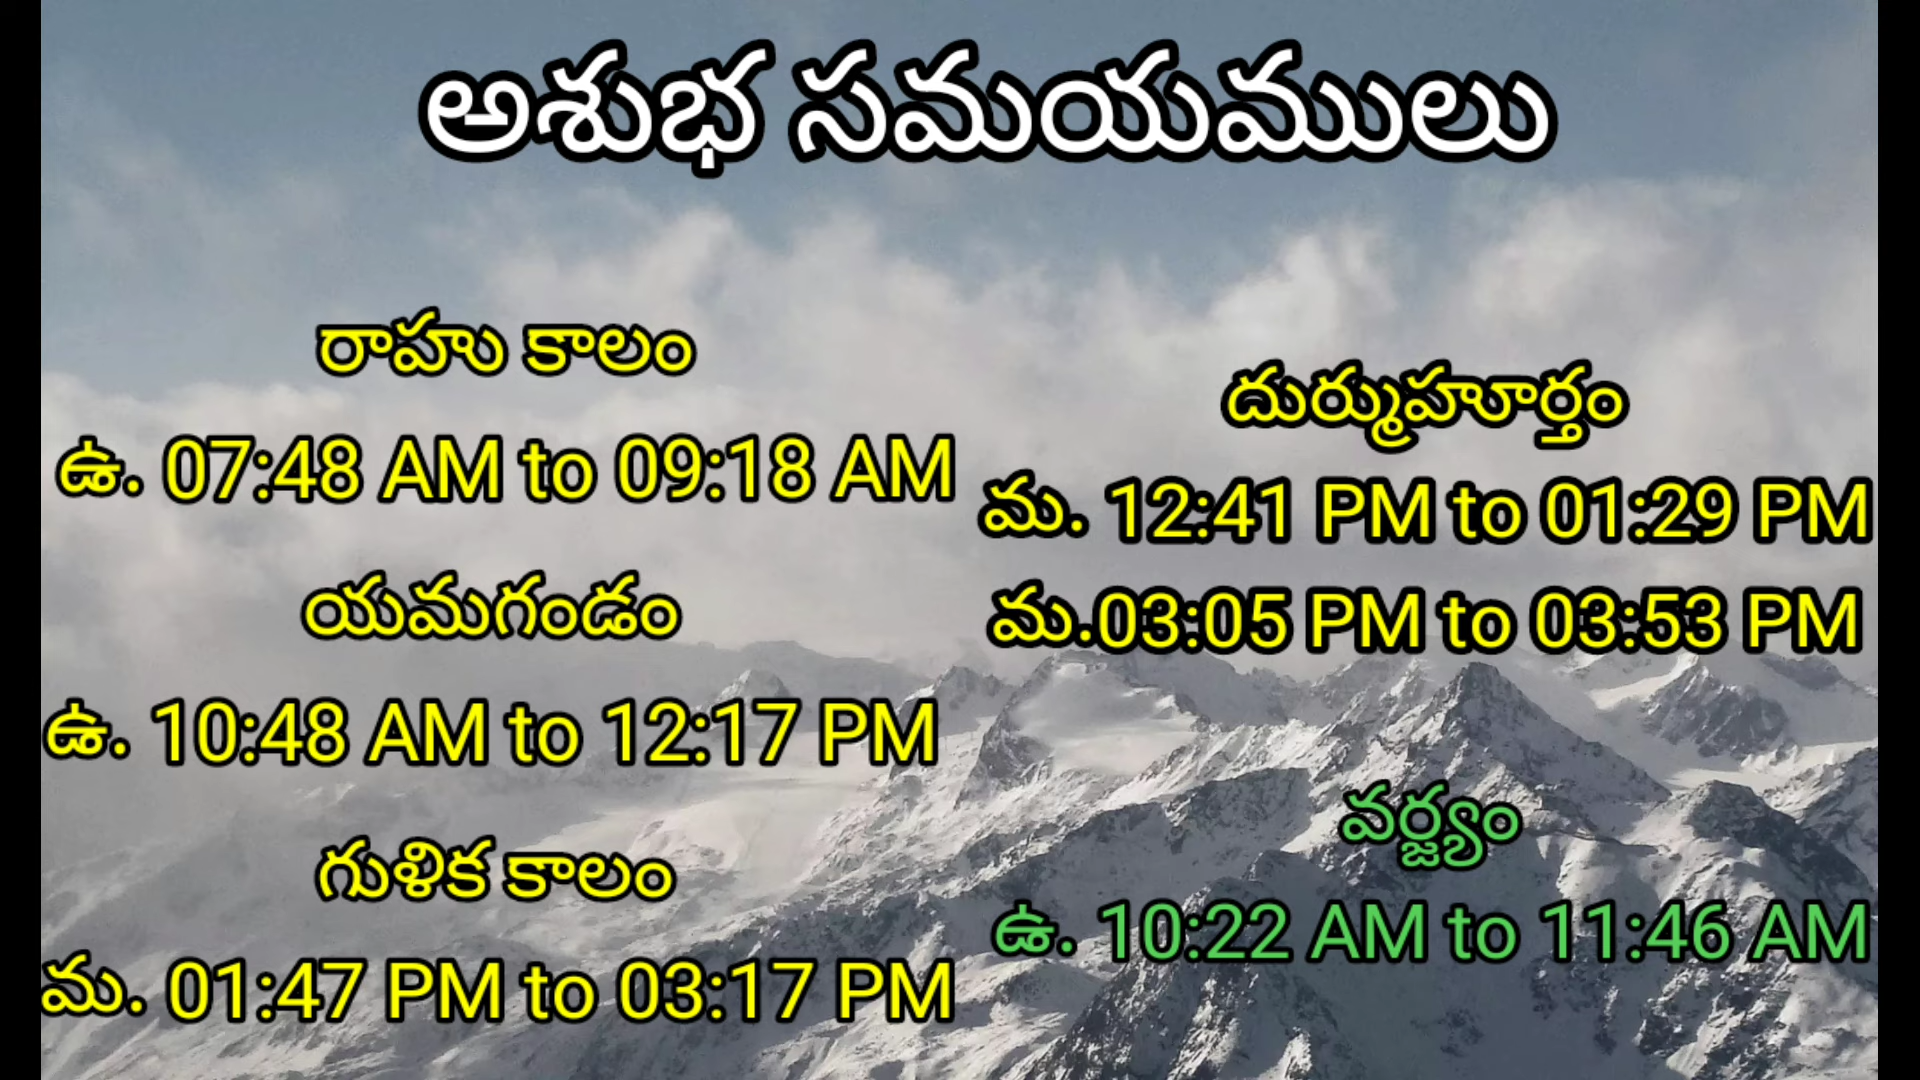 అశుభ సమయములు
రాహు కాలం
ఉ. 07:48 AM to 09:18 AM
యమగండం
ఉ. 10:48 AM to 12:17 PM
గుళిక కాలం
మ. 01:47 PM to 03:17 PM
దుర్ముహూర్తం
మ. 12:41 PM to 01:29 PM
మ.03:05 PM to 03:53 PM
వర్జ్యం
ఉ. 10:22 AM to 11:46 AM